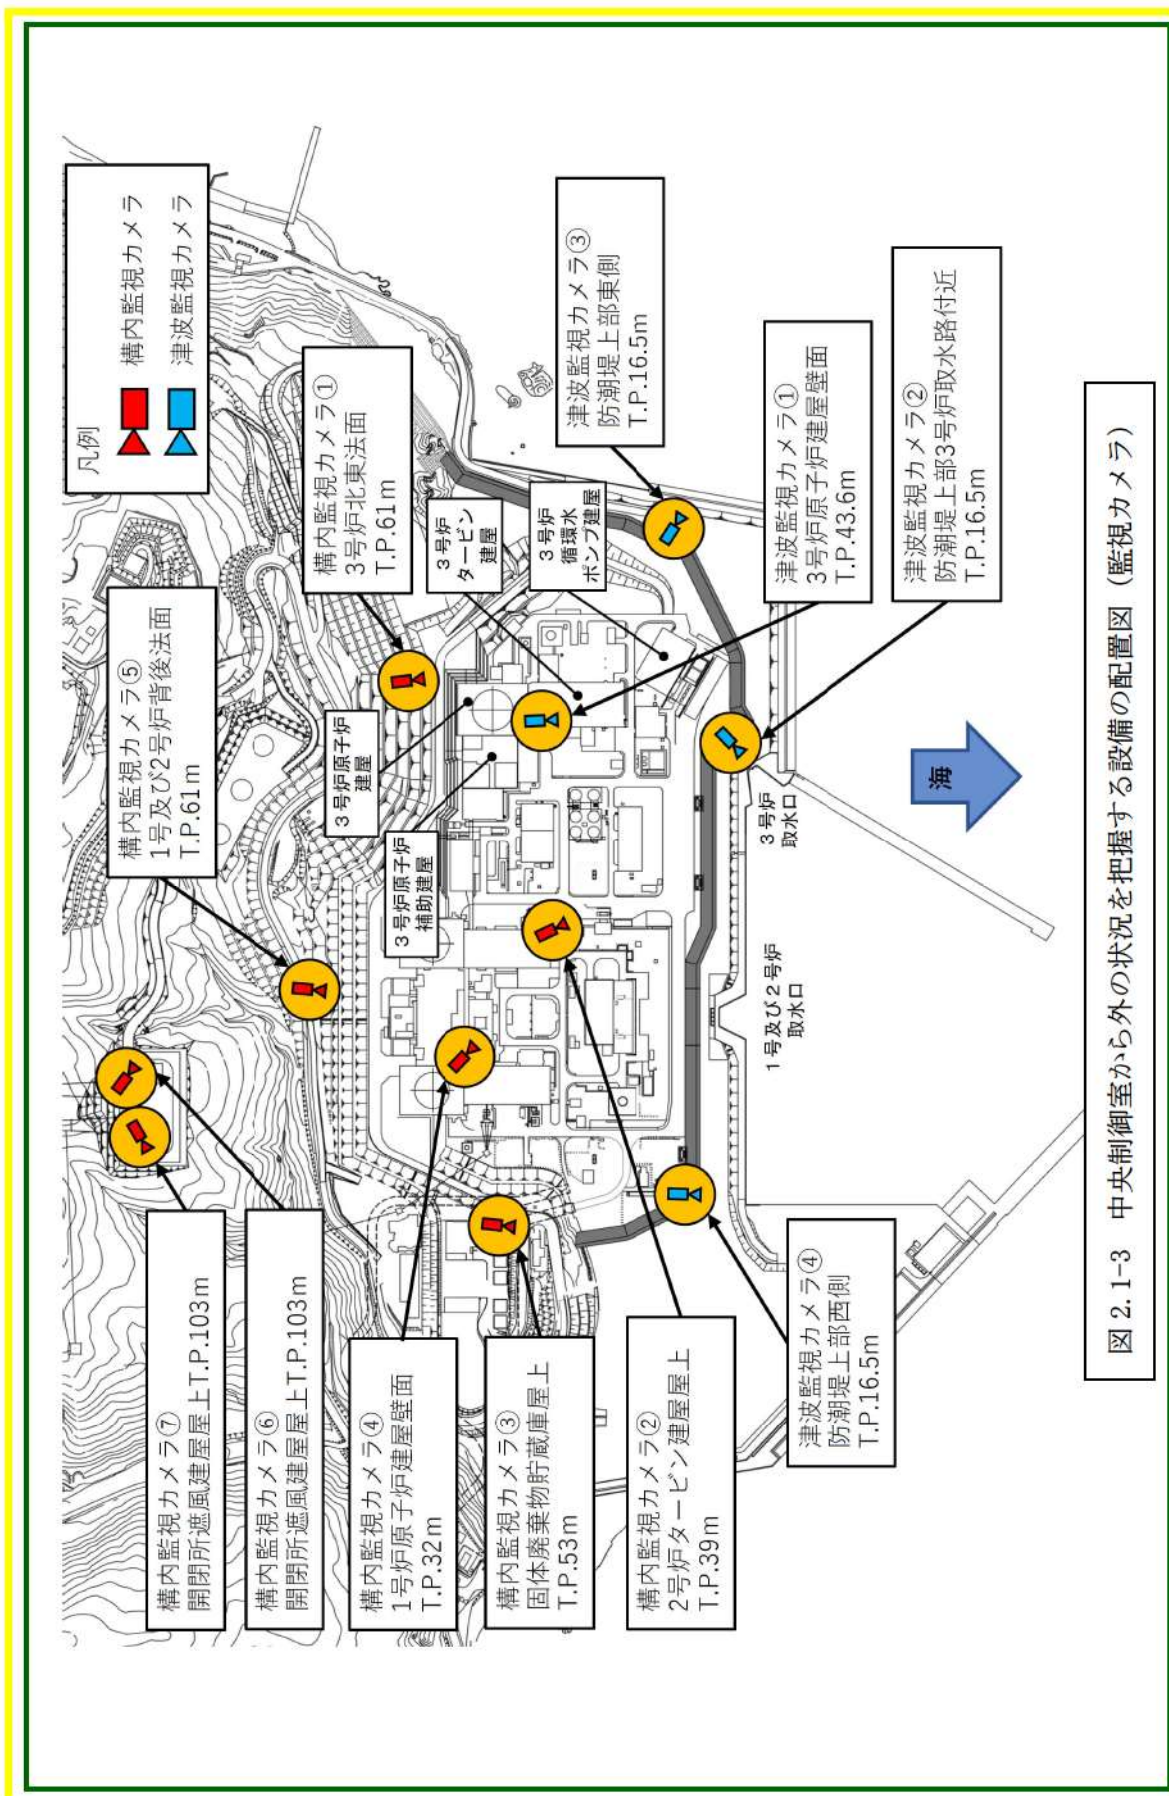 凡例
構内監視カメラ
津波監視カメラ
構内監視カメラ⑦
開閉所遮風建屋屋上T.P.103m
構内監視カメラ⑥
開閉所遮風建屋屋上T.P.103m
構内監視カメラ⑤
1号及び2号炉背後法面
T.P.61m
構内監視カメラ①
3号炉北東法面
T.P.61m
3号炉原子炉
建屋
3号炉原子炉
補助建屋
3号炉
タービン
建屋
3号炉
循環水
ポンプ建屋
構内監視カメラ④
1号炉原子炉建屋壁面
T.P.32m
構内監視カメラ③
固体廃棄物貯蔵庫屋上
T.P.53m
構内監視カメラ②
2号炉タービン建屋屋上
T.P.39m
津波監視カメラ③
防潮堤上部東側
T.P.16.5m
津波監視カメラ①
3号炉原子炉建屋壁面
T.P.43.6m
津波監視カメラ②
防潮堤上部3号炉取水路付近
T.P.16.5m
津波監視カメラ④
防潮堤上部西側
T.P.16.5m
1号及び2号炉
取水口
3号炉
取水口
海
図 2.1-3 中央制御室から外の状況を把握する設備の配置図（監視カメラ）